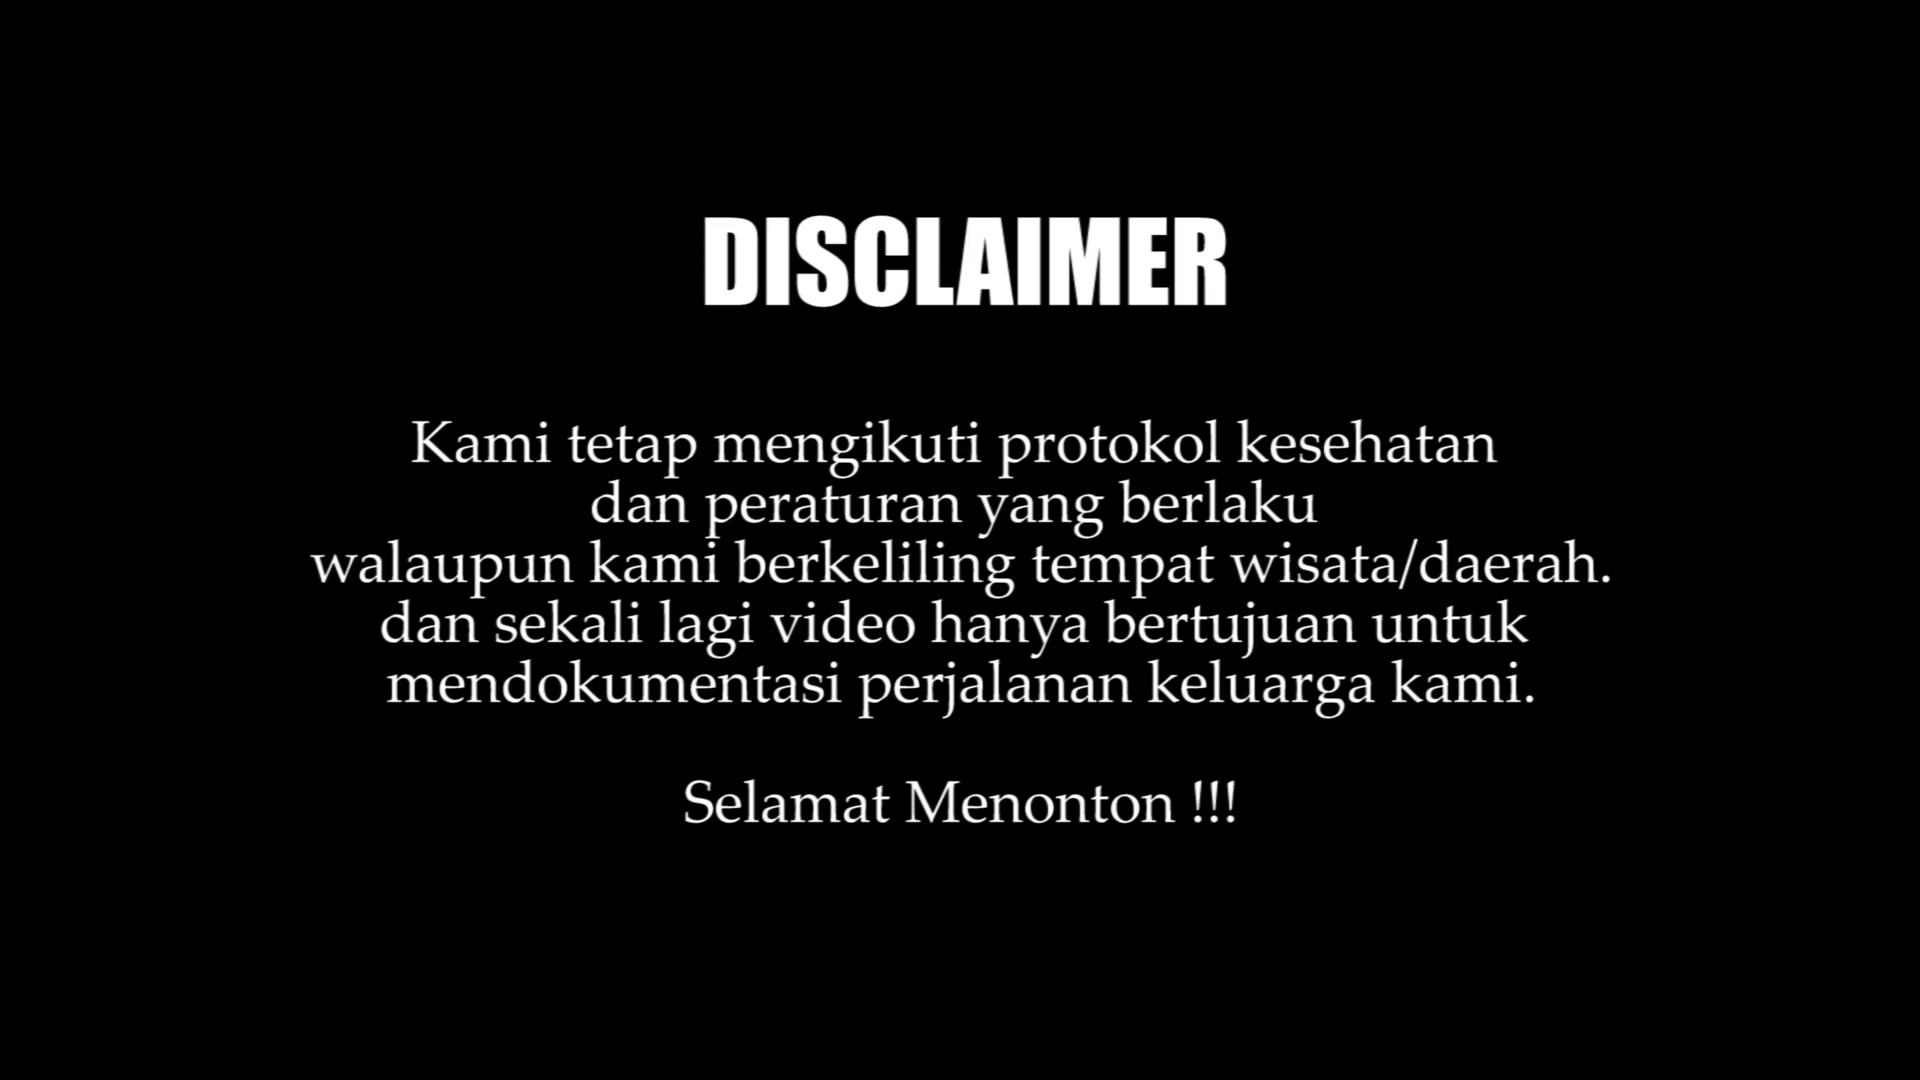 DISCLAIMER
Kami tetap mengikuti protokol kesehatan
dan peraturan yang berlaku
walaupun kami berkeliling tempat wisata/daerah.
dan sekali lagi video hanya bertujuan untuk
mendokumentasi perjalanan keluarga kami.
Selamat Menonton !!!